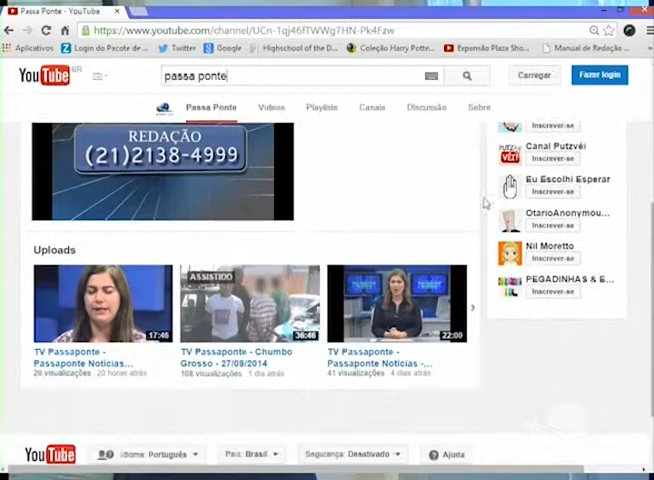 Passa Ponte - YouTube
https://www.youtube.com/channel/UCn-1qj46fTWWg7HN-Pk4Fzw
Aplicativos Login do Pacote de ... Twitter Google Highschool of the D... Coleção Harry Potter... Expansão Plaza Sho... Manual de Redação ...
YouTube BR passa ponte Carregar Fazer login
Passa Ponte Vídeos Playlists Canais Discussão Sobre
REDAÇÃO
(21)2138-4999
Inscrever-se
Canal Putzvéi
Inscrever-se
Eu Escolhi Esperar
Inscrever-se
OtarioAnonymou...
Inscrever-se
Nil Moretto
Inscrever-se
PEGADINHAS & E...
Inscrever-se
Uploads
ASSISTIDO
17:46 36:46 22:00
TV Passaponte -
Passaponte Notícias...
26 visualizações 20 horas atrás
TV Passaponte - Chumbo
Grosso - 27/09/2014
108 visualizações 1 dia atrás
TV Passaponte -
Passaponte Notícias -...
41 visualizações 4 dias atrás
YouTube Idioma: Português País: Brasil Segurança: Desativado Ajuda